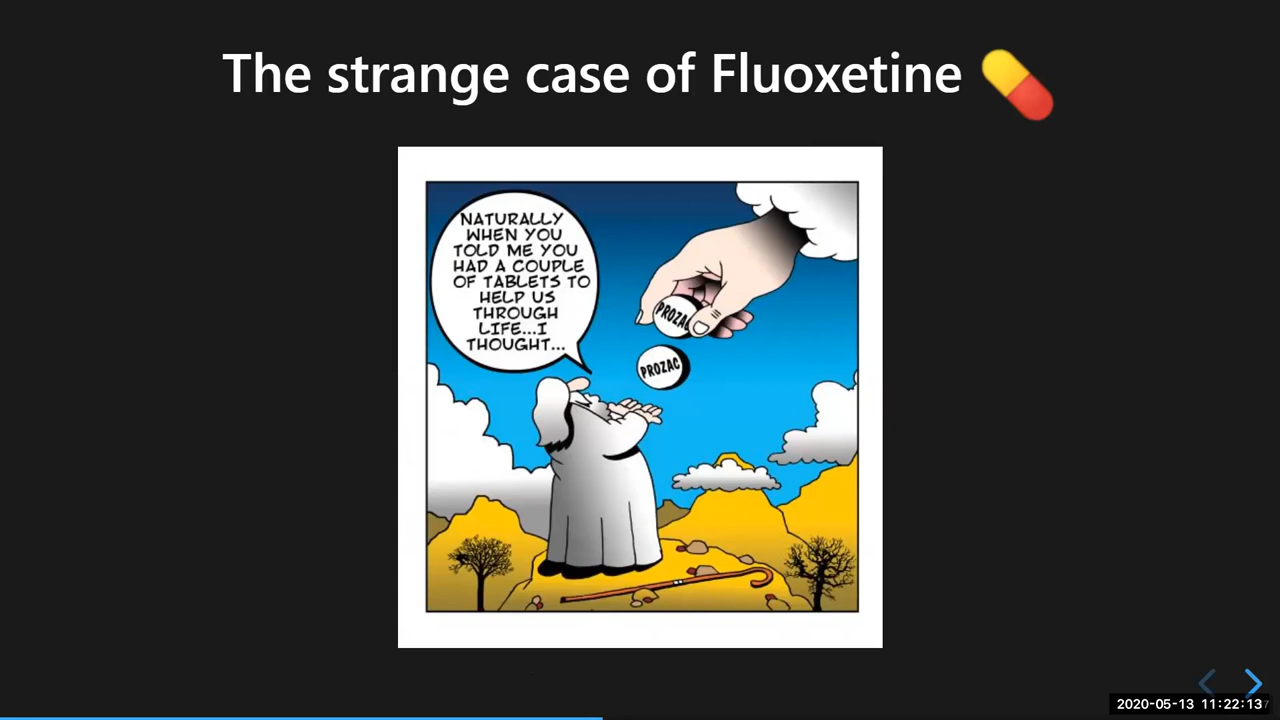 The strange case of Fluoxetine
NATURALLY
WHEN YOU
TOLD ME YOU
HAD A COUPLE
OF TABLETS TO
HELP US
THROUGH
LIFE...I
THOUGHT...
PROZAC
PROZAC
2020-05-13 11:22:13